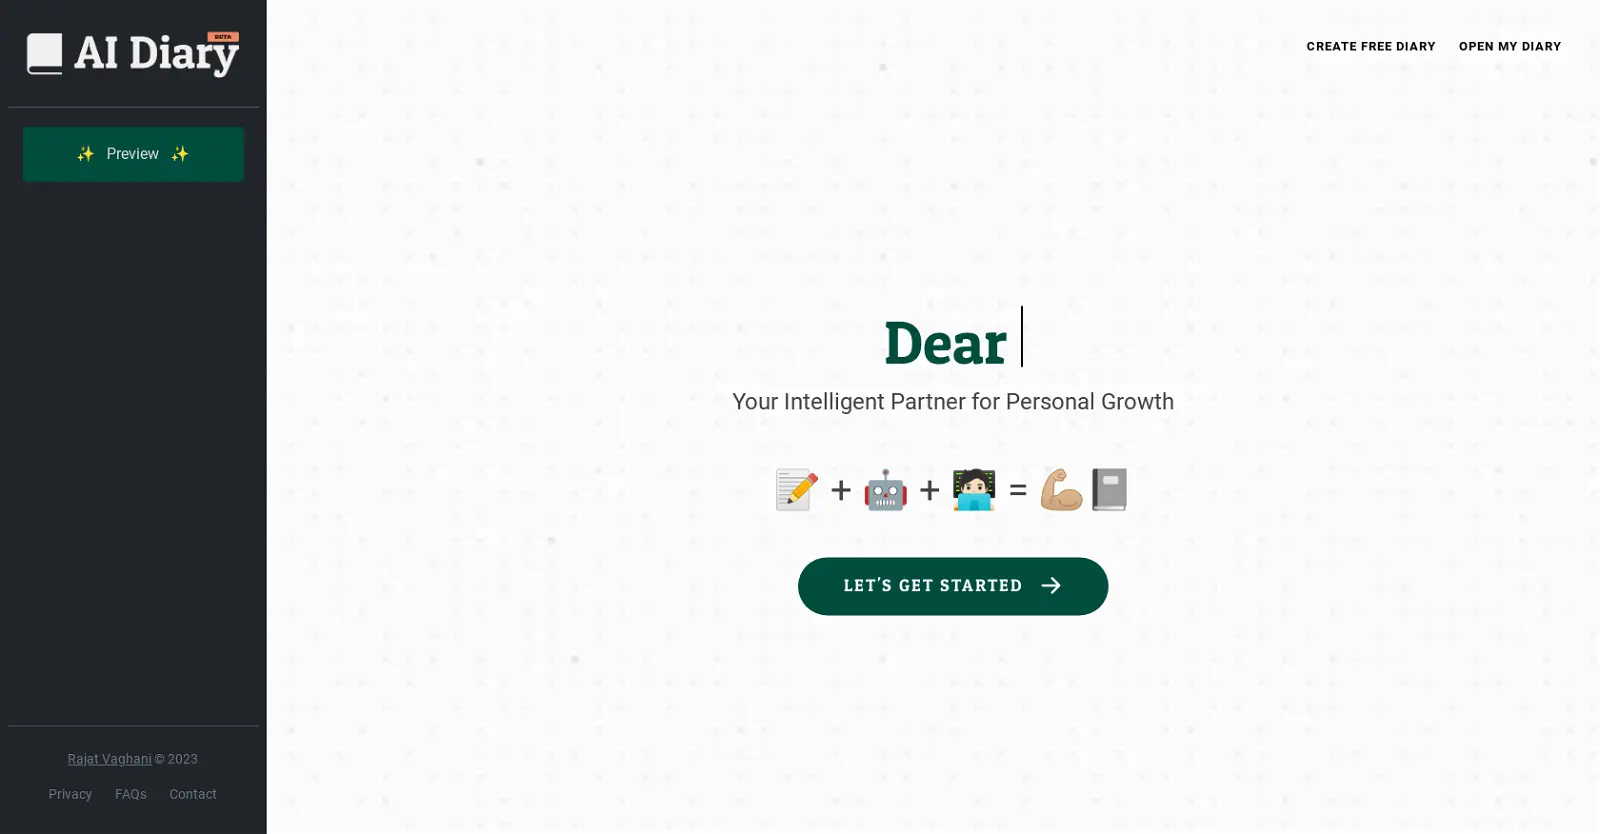 AI Diary
BETA
✨ Preview ✨
Rajat Vaghani © 2023
Privacy FAQs Contact
CREATE FREE DIARY OPEN MY DIARY
Dear
Your Intelligent Partner for Personal Growth
+ + =
LET'S GET STARTED →